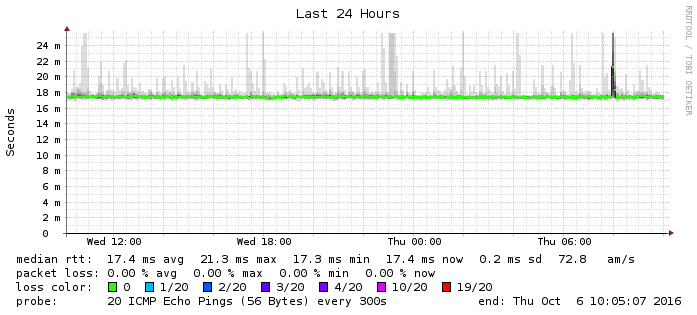 Last 24 Hours
RRDTOOL / TOBI OETIKER
Seconds
24 m
22 m
20 m
18 m
16 m
14 m
12 m
10 m
8 m
6 m
4 m
2 m
0
Wed 12:00 Wed 18:00 Thu 00:00 Thu 06:00
median rtt: 17.4 ms avg 21.3 ms max 17.3 ms min 17.4 ms now 0.2 ms sd 72.8 am/s
packet loss: 0.00 % avg 0.00 % max 0.00 % min 0.00 % now
loss color: 0 1/20 2/20 3/20 4/20 10/20 19/20
probe: 20 ICMP Echo Pings (56 Bytes) every 300s end: Thu Oct 6 10:05:07 2016